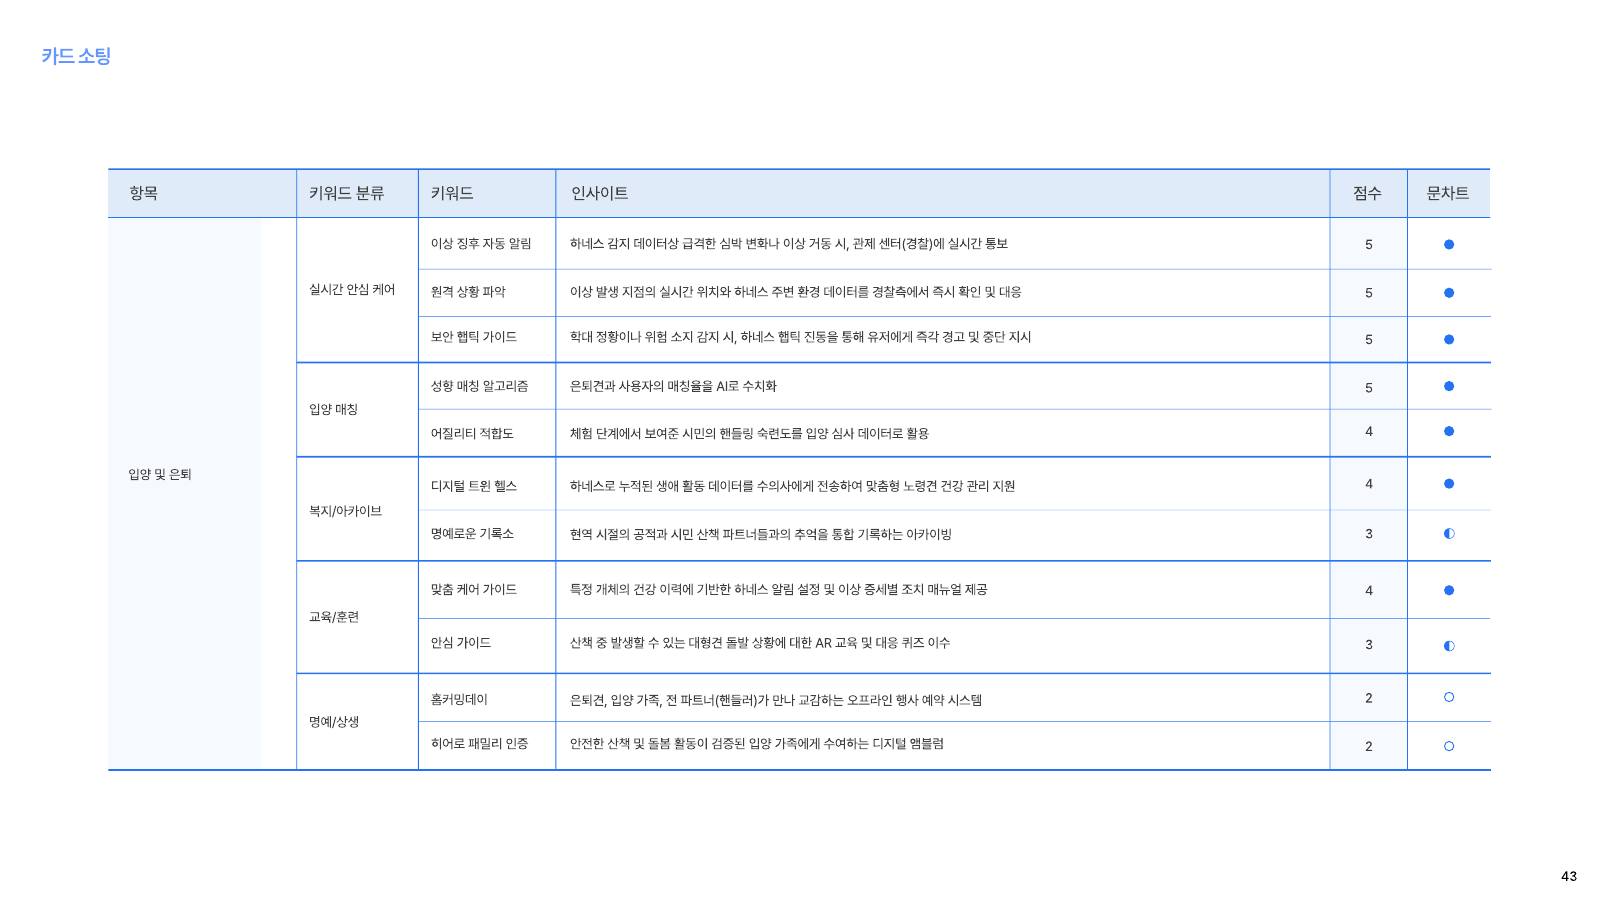 카드 소팅
항목 키워드 분류 키워드 인사이트 점수 문차트
입양 및 은퇴
실시간 안심 케어
이상 징후 자동 알림 하네스 감지 데이터상 급격한 심박 변화나 이상 거동 시, 관제 센터(경찰)에 실시간 통보 5
원격 상황 파악 이상 발생 지점의 실시간 위치와 하네스 주변 환경 데이터를 경찰측에서 즉시 확인 및 대응 5
보안 햅틱 가이드 학대 정황이나 위험 소지 감지 시, 하네스 햅틱 진동을 통해 유저에게 즉각 경고 및 중단 지시 5
입양 매칭
성향 매칭 알고리즘 은퇴견과 사용자의 매칭율을 AI로 수치화 5
어질리티 적합도 체험 단계에서 보여준 시민의 핸들링 숙련도를 입양 심사 데이터로 활용 4
복지/아카이브
디지털 트윈 헬스 하네스로 누적된 생애 활동 데이터를 수의사에게 전송하여 맞춤형 노령견 건강 관리 지원 4
명예로운 기록소 현역 시절의 공적과 시민 산책 파트너들과의 추억을 통합 기록하는 아카이빙 3
교육/훈련
맞춤 케어 가이드 특정 개체의 건강 이력에 기반한 하네스 알림 설정 및 이상 증세별 조치 매뉴얼 제공 4
안심 가이드 산책 중 발생할 수 있는 대형견 돌발 상황에 대한 AR 교육 및 대응 퀴즈 이수 3
명예/상생
홈커밍데이 은퇴견, 입양 가족, 전 파트너(핸들러)가 만나 교감하는 오프라인 행사 예약 시스템 2
히어로 패밀리 인증 안전한 산책 및 돌봄 활동이 검증된 입양 가족에게 수여하는 디지털 앰블럼 2
43